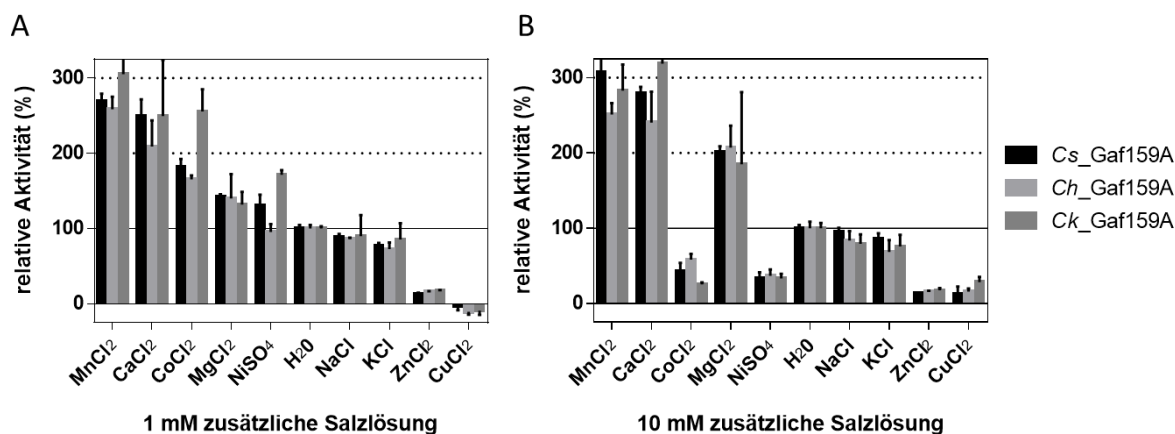 A
relative Aktivität (%)
300
200
100
0
MnCl2
CaCl2
CoCl2
MgCl2
NiSO4
H20
NaCl
KCl
ZnCl2
CuCl2
1 mM zusätzliche Salzlösung
B
relative Aktivität (%)
300
200
100
0
MnCl2
CaCl2
CoCl2
MgCl2
NiSO4
H20
NaCl
KCl
ZnCl2
CuCl2
10 mM zusätzliche Salzlösung
Cs_Gaf159A
Ch_Gaf159A
Ck_Gaf159A